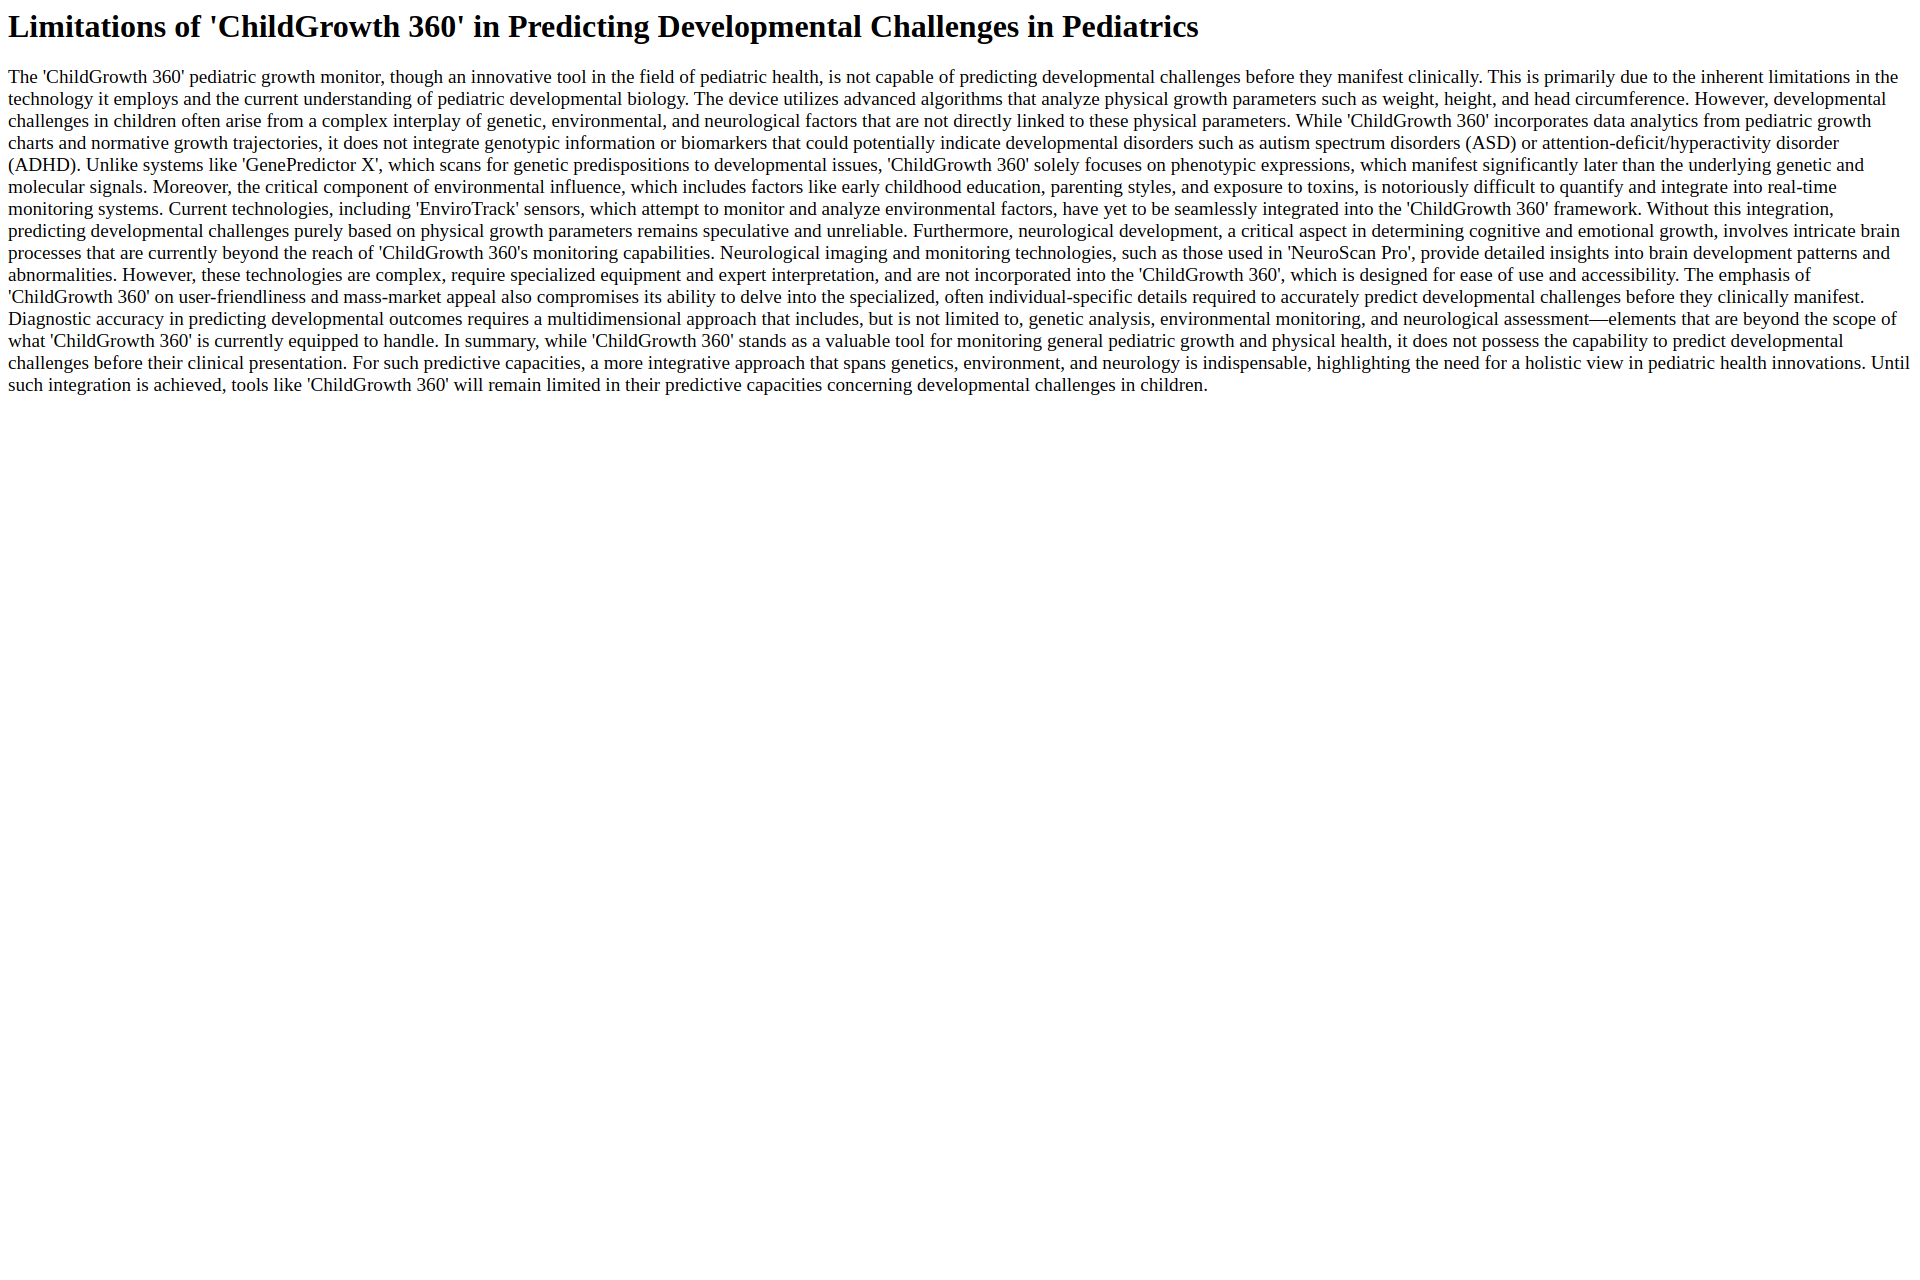 Limitations of 'ChildGrowth 360' in Predicting Developmental Challenges in Pediatrics
The 'ChildGrowth 360' pediatric growth monitor, though an innovative tool in the field of pediatric health, is not capable of predicting developmental challenges before they manifest clinically. This is primarily due to the inherent limitations in the
technology it employs and the current understanding of pediatric developmental biology. The device utilizes advanced algorithms that analyze physical growth parameters such as weight, height, and head circumference. However, developmental
challenges in children often arise from a complex interplay of genetic, environmental, and neurological factors that are not directly linked to these physical parameters. While 'ChildGrowth 360' incorporates data analytics from pediatric growth
charts and normative growth trajectories, it does not integrate genotypic information or biomarkers that could potentially indicate developmental disorders such as autism spectrum disorders (ASD) or attention-deficit/hyperactivity disorder
(ADHD). Unlike systems like 'GenePredictor X', which scans for genetic predispositions to developmental issues, 'ChildGrowth 360' solely focuses on phenotypic expressions, which manifest significantly later than the underlying genetic and
molecular signals. Moreover, the critical component of environmental influence, which includes factors like early childhood education, parenting styles, and exposure to toxins, is notoriously difficult to quantify and integrate into real-time
monitoring systems. Current technologies, including 'EnviroTrack' sensors, which attempt to monitor and analyze environmental factors, have yet to be seamlessly integrated into the 'ChildGrowth 360' framework. Without this integration,
predicting developmental challenges purely based on physical growth parameters remains speculative and unreliable. Furthermore, neurological development, a critical aspect in determining cognitive and emotional growth, involves intricate brain
processes that are currently beyond the reach of 'ChildGrowth 360's monitoring capabilities. Neurological imaging and monitoring technologies, such as those used in 'NeuroScan Pro', provide detailed insights into brain development patterns and
abnormalities. However, these technologies are complex, require specialized equipment and expert interpretation, and are not incorporated into the 'ChildGrowth 360', which is designed for ease of use and accessibility. The emphasis of
'ChildGrowth 360' on user-friendliness and mass-market appeal also compromises its ability to delve into the specialized, often individual-specific details required to accurately predict developmental challenges before they clinically manifest.
Diagnostic accuracy in predicting developmental outcomes requires a multidimensional approach that includes, but is not limited to, genetic analysis, environmental monitoring, and neurological assessment—elements that are beyond the scope of
what 'ChildGrowth 360' is currently equipped to handle. In summary, while 'ChildGrowth 360' stands as a valuable tool for monitoring general pediatric growth and physical health, it does not possess the capability to predict developmental
challenges before their clinical presentation. For such predictive capacities, a more integrative approach that spans genetics, environment, and neurology is indispensable, highlighting the need for a holistic view in pediatric health innovations. Until
such integration is achieved, tools like 'ChildGrowth 360' will remain limited in their predictive capacities concerning developmental challenges in children.